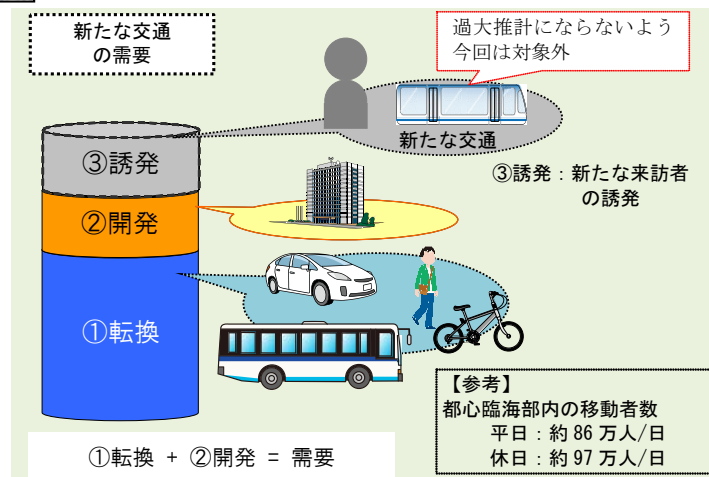 新たな交通
の需要
過大推計にならないよう
今回は対象外
新たな交通
③誘発
③誘発：新たな来訪者
の誘発
②開発
①転換
①転換 + ②開発 = 需要
【参考】
都心臨海部内の移動者数
平日：約 86 万人/日
休日：約 97 万人/日